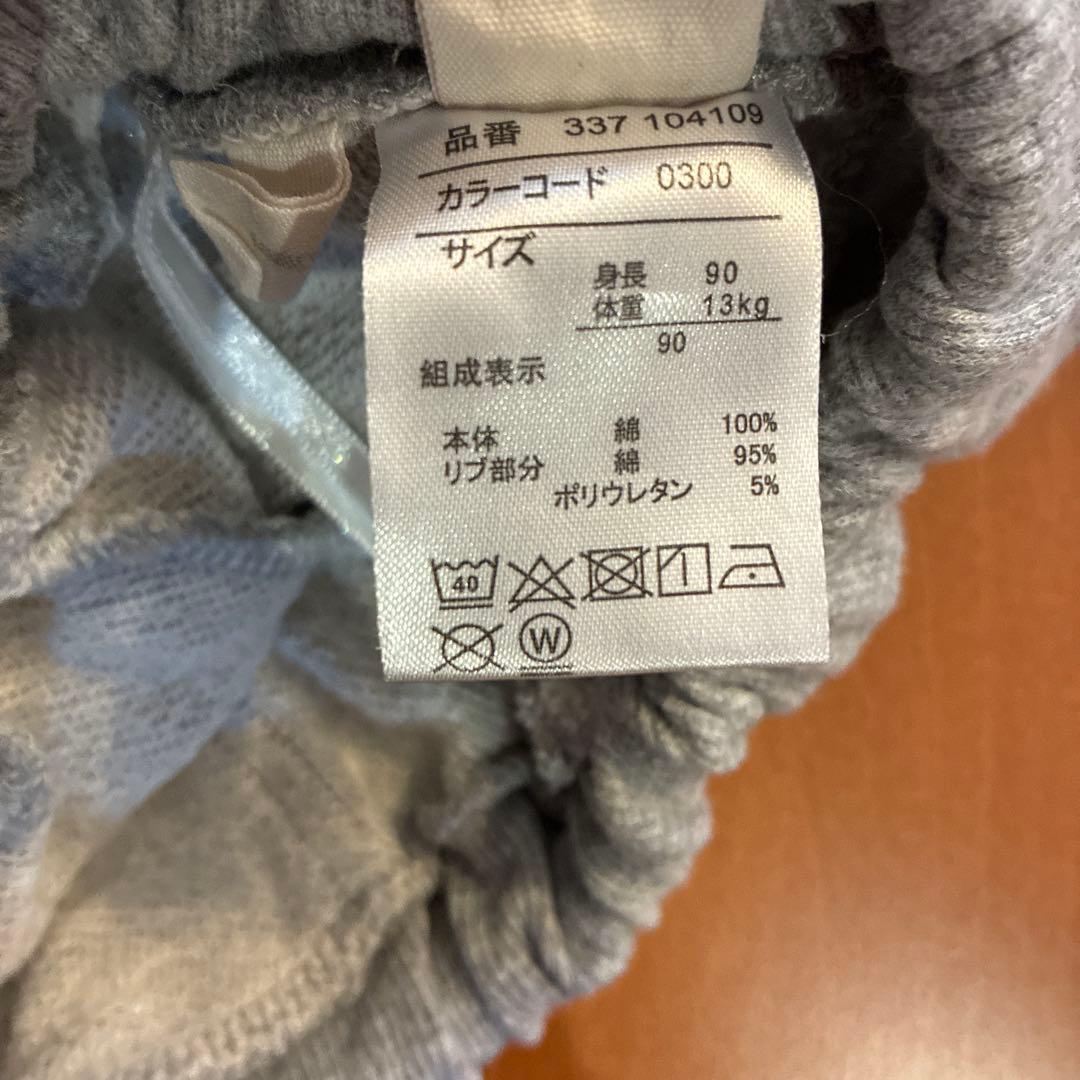 品番 337 104109
カラーコード 0300
サイズ
身長 90
体重 13kg
90
組成表示
本体 綿 100%
リブ部分 綿 95%
ポリウレタン 5%
40
W